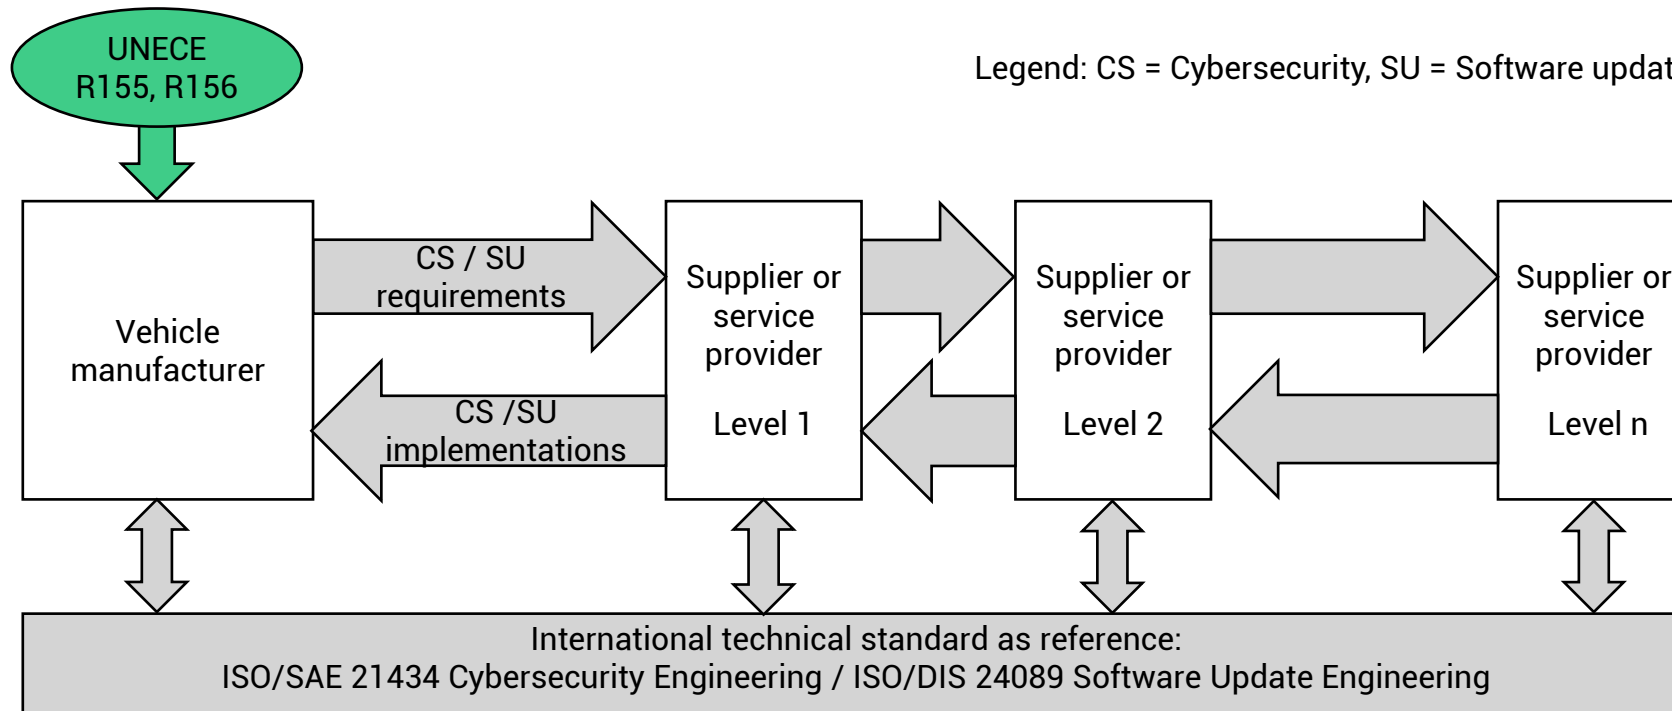 UNECE
R155, R156
Legend: CS = Cybersecurity, SU = Software updat
CS / SU
requirements
Vehicle
manufacturer
CS /SU
implementations
Supplier or
service
provider
Level 1
Supplier or
service
provider
Level 2
Supplier or
service
provider
Level n
International technical standard as reference:
ISO/SAE 21434 Cybersecurity Engineering / ISO/DIS 24089 Software Update Engineering